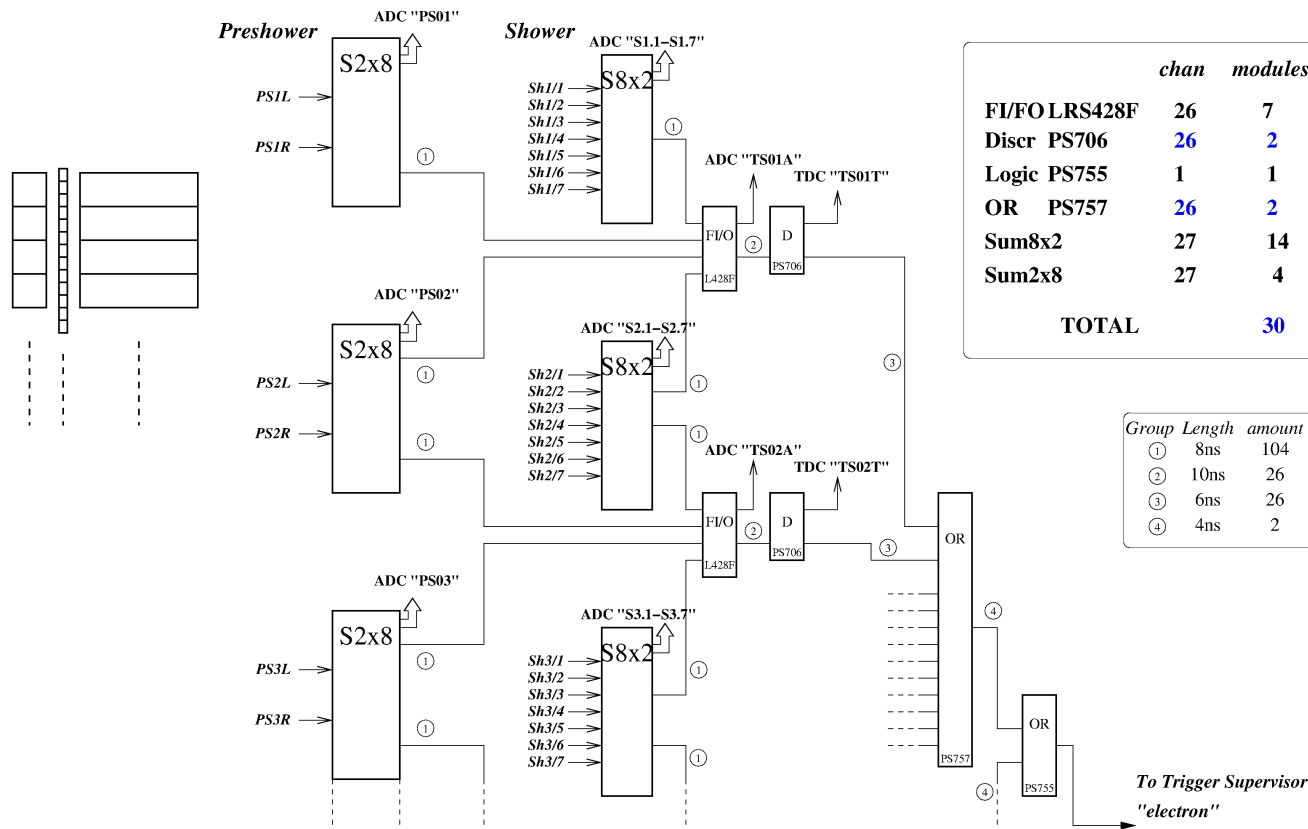 Preshower
ADC "PS01"
S2x8
PS1L
PS1R
1
Shower
ADC "S1.1−S1.7"
S8x2
Sh1/1
Sh1/2
Sh1/3
Sh1/4
Sh1/5
Sh1/6
Sh1/7
1
ADC "TS01A"
TDC "TS01T"
FI/O
L428F
2
D
PS706
ADC "PS02"
S2x8
PS2L
PS2R
1
1
ADC "S2.1−S2.7"
S8x2
Sh2/1
Sh2/2
Sh2/3
Sh2/4
Sh2/5
Sh2/6
Sh2/7
1
1
ADC "TS02A"
TDC "TS02T"
FI/O
L428F
2
D
PS706
3
3
ADC "PS03"
S2x8
PS3L
PS3R
1
1
ADC "S3.1−S3.7"
S8x2
Sh3/1
Sh3/2
Sh3/3
Sh3/4
Sh3/5
Sh3/6
Sh3/7
1
1
OR
PS757
4
4
OR
PS755
To Trigger Supervisor
"electron"
chan modules
FI/FO LRS428F 26 7
Discr PS706 26 2
Logic PS755 1 1
OR PS757 26 2
Sum8x2 27 14
Sum2x8 27 4
TOTAL 30
Group Length amount
1 8ns 104
2 10ns 26
3 6ns 26
4 4ns 2